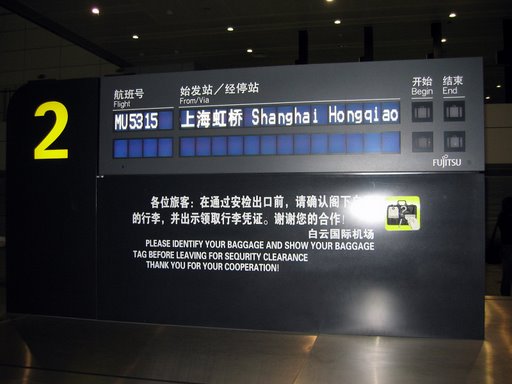 2
航班号
Flight
始发站／经停站
From/Via
开始
Begin
结束
End
MU5315
上海虹桥 Shanghai Hongqiao
FUJITSU
各位旅客：在通过安检出口前，请确认阁下
的行李，并出示领取行李凭证。谢谢您的合作！
白云国际机场
PLEASE IDENTIFY YOUR BAGGAGE AND SHOW YOUR BAGGAGE
TAG BEFORE LEAVING FOR SEQURITY CLEARANCE
THANK YOU FOR YOUR COOPERATION!